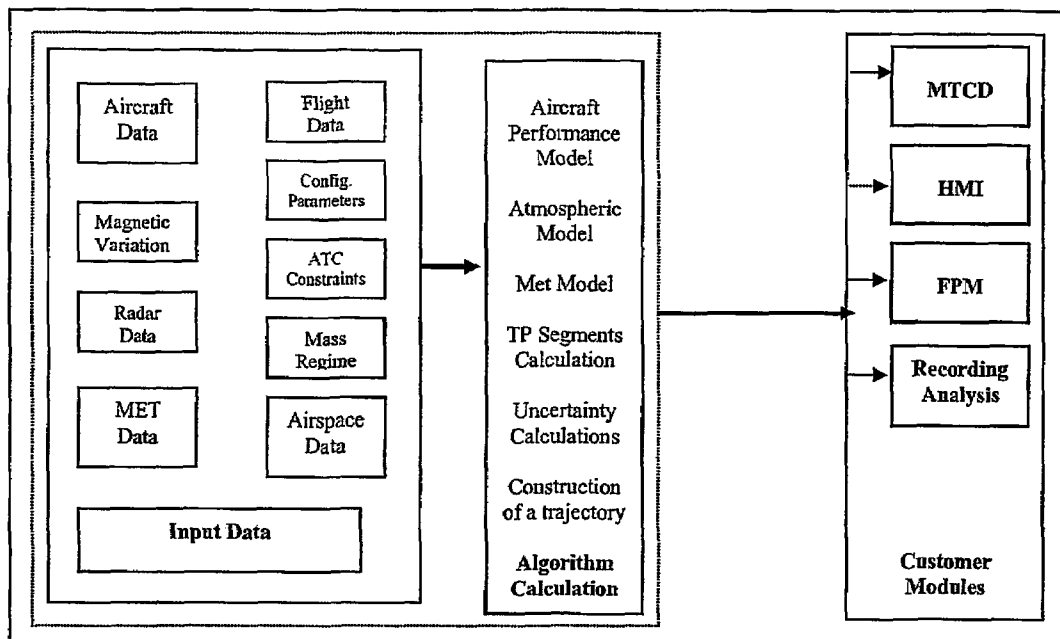 Aircraft
Data
Magnetic
Variation
Radar
Data
MET
Data
Flight
Data
Config.
Parameters
ATC
Constraints
Mass
Regime
Airspace
Data
Input Data
Aircraft
Performance
Model
Atmospheric
Model
Met Model
TP Segments
Calculation
Uncertainty
Calculations
Construction
of a trajectory
Algorithm
Calculation
MTCD
HMI
FPM
Recording
Analysis
Customer
Modules